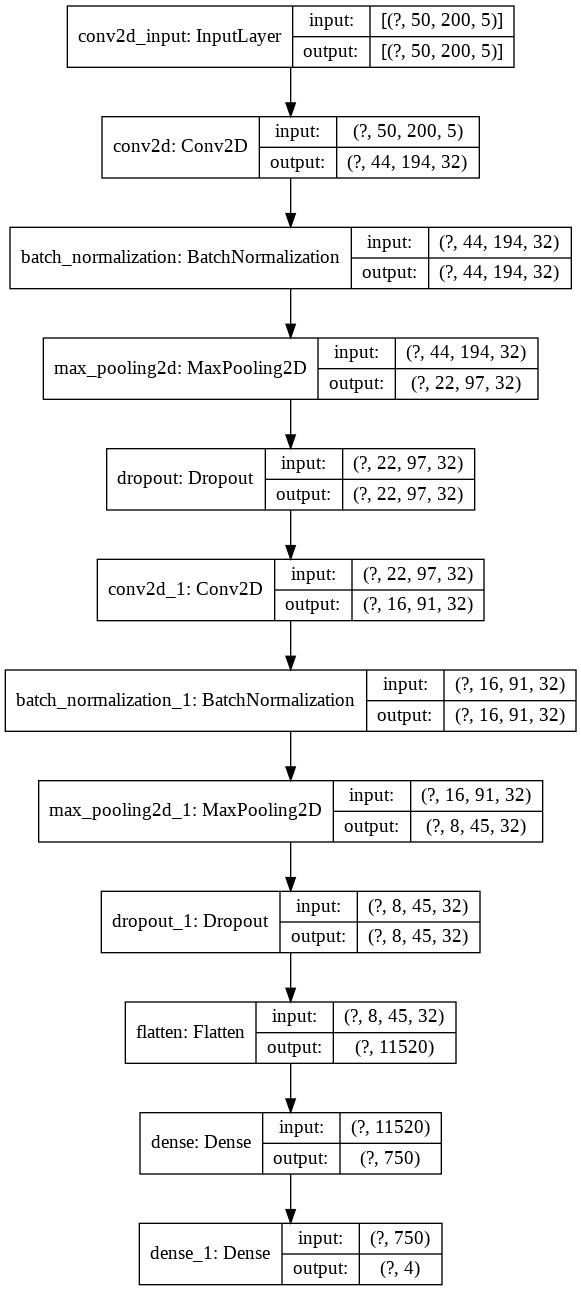 conv2d_input: InputLayer
input:
[(?, 50, 200, 5)]
output:
[(?, 50, 200, 5)]
conv2d: Conv2D
input:
(?, 50, 200, 5)
output:
(?, 44, 194, 32)
batch_normalization: BatchNormalization
input:
(?, 44, 194, 32)
output:
(?, 44, 194, 32)
max_pooling2d: MaxPooling2D
input:
(?, 44, 194, 32)
output:
(?, 22, 97, 32)
dropout: Dropout
input:
(?, 22, 97, 32)
output:
(?, 22, 97, 32)
conv2d_1: Conv2D
input:
(?, 22, 97, 32)
output:
(?, 16, 91, 32)
batch_normalization_1: BatchNormalization
input:
(?, 16, 91, 32)
output:
(?, 16, 91, 32)
max_pooling2d_1: MaxPooling2D
input:
(?, 16, 91, 32)
output:
(?, 8, 45, 32)
dropout_1: Dropout
input:
(?, 8, 45, 32)
output:
(?, 8, 45, 32)
flatten: Flatten
input:
(?, 8, 45, 32)
output:
(?, 11520)
dense: Dense
input:
(?, 11520)
output:
(?, 750)
dense_1: Dense
input:
(?, 750)
output:
(?, 4)